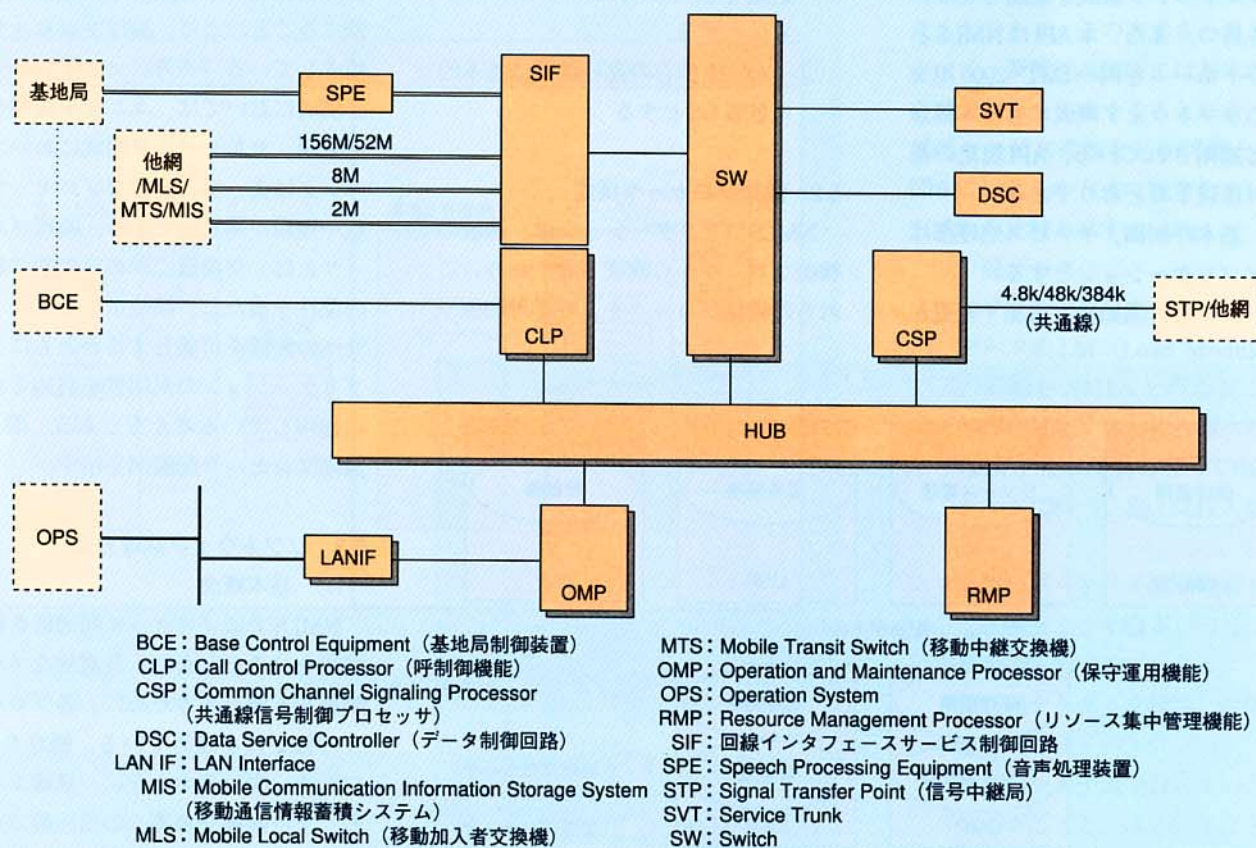 基地局
SPE
SIF
SW
SVT
DSC
他網
/MLS/
MTS/MIS
156M/52M
8M
2M
BCE
CLP
CSP
4.8k/48k/384k
(共通線)
STP/他網
HUB
OPS
LANIF
OMP
RMP
BCE:Base Control Equipment(基地局制御装置)
CLP:Call Control Processor(呼制御機能)
CSP:Common Channel Signaling Processor
(共通線信号制御プロセッサ)
DSC:Data Service Controller(データ制御回路)
LAN IF:LAN Interface
MIS:Mobile Communication Information Storage System
(移動通信情報蓄積システム)
MLS:Mobile Local Switch(移動加入者交換機)
MTS:Mobile Transit Switch(移動中継交換機)
OMP:Operation and Maintenance Processor(保守運用機能)
OPS:Operation System
RMP:Resource Management Processor(リソース集中管理機能)
SIF:回線インタフェースサービス制御回路
SPE:Speech Processing Equipment(音声処理装置)
STP:Signal Transfer Point(信号中継局)
SVT:Service Trunk
SW:Switch